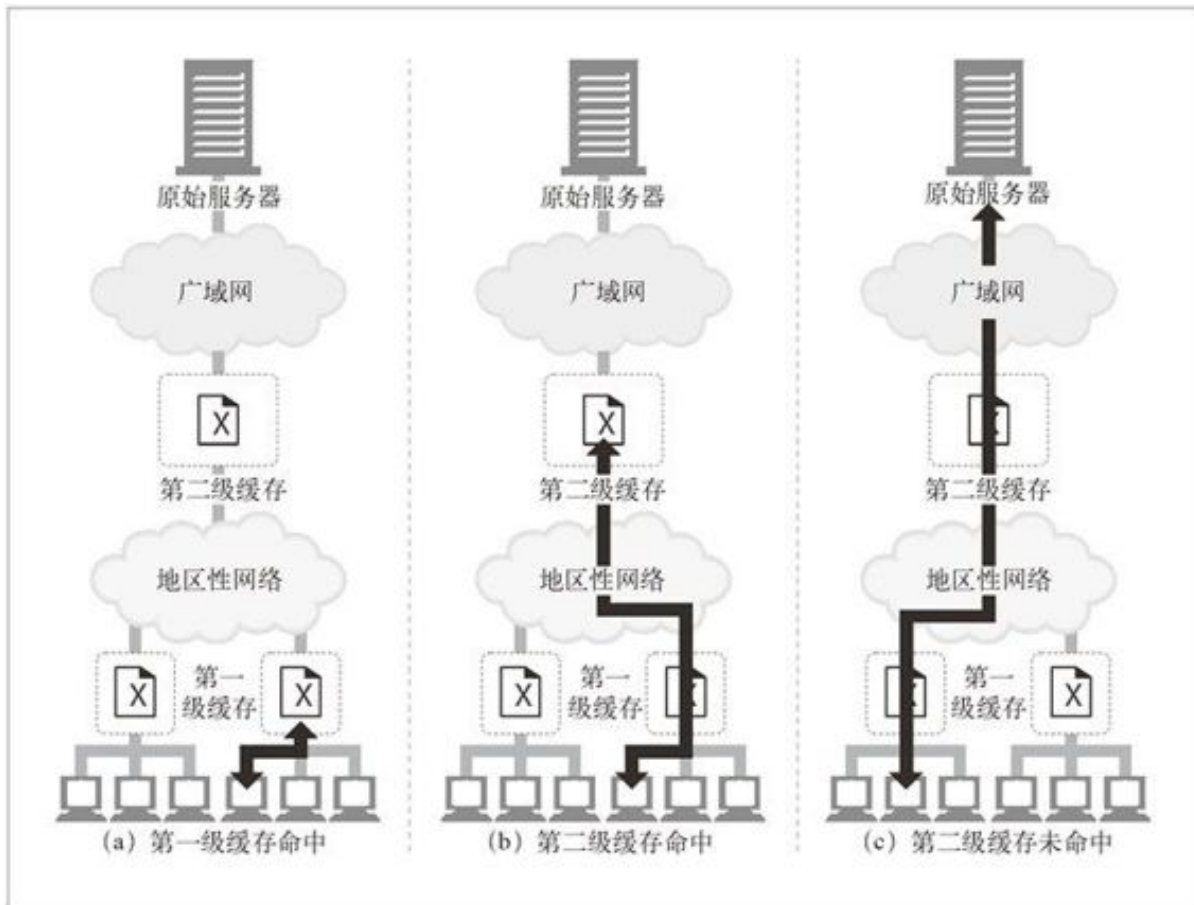 原始服务器
广域网
X
第二级缓存
地区性网络
X
第一
级缓存
X
(a) 第一级缓存命中
原始服务器
广域网
X
第二级缓存
地区性网络
X
第一
级缓存
X
(b) 第二级缓存命中
原始服务器
广域网
X
第二级缓存
地区性网络
X
第一
级缓存
X
(c) 第二级缓存未命中